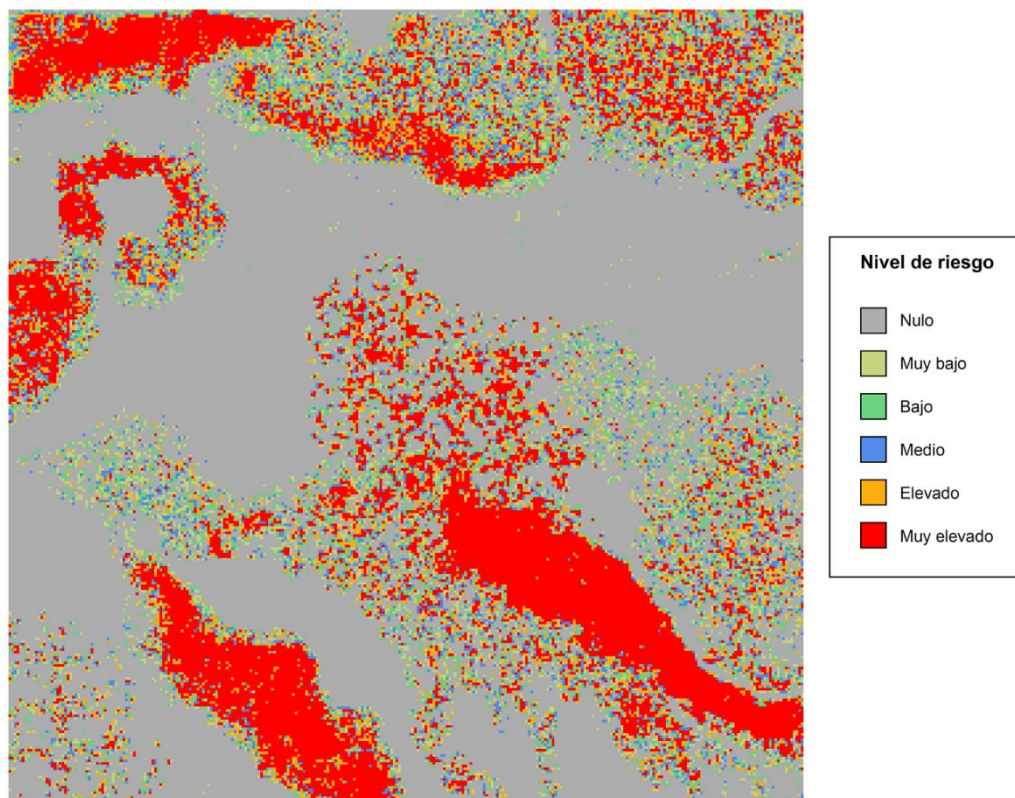 Nivel de riesgo
Nulo
Muy bajo
Bajo
Medio
Elevado
Muy elevado